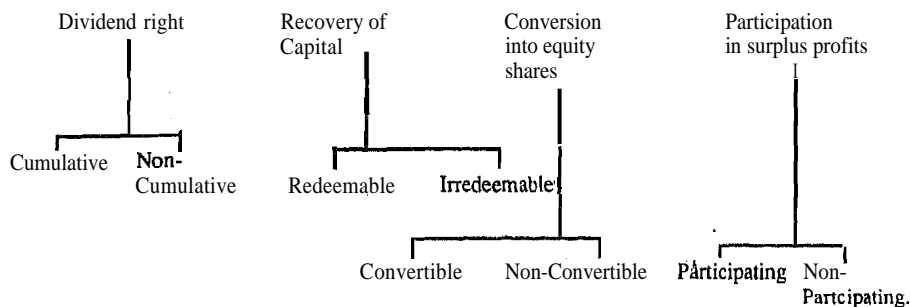 Dividend right
Recovery of
Capital
Conversion
into equity
shares
Participation
in surplus profits
Cumulative
Non-
Cumulative
Redeemable
Irredeemable
Convertible
Non-Convertible
Participating
Non-
Partcipating.